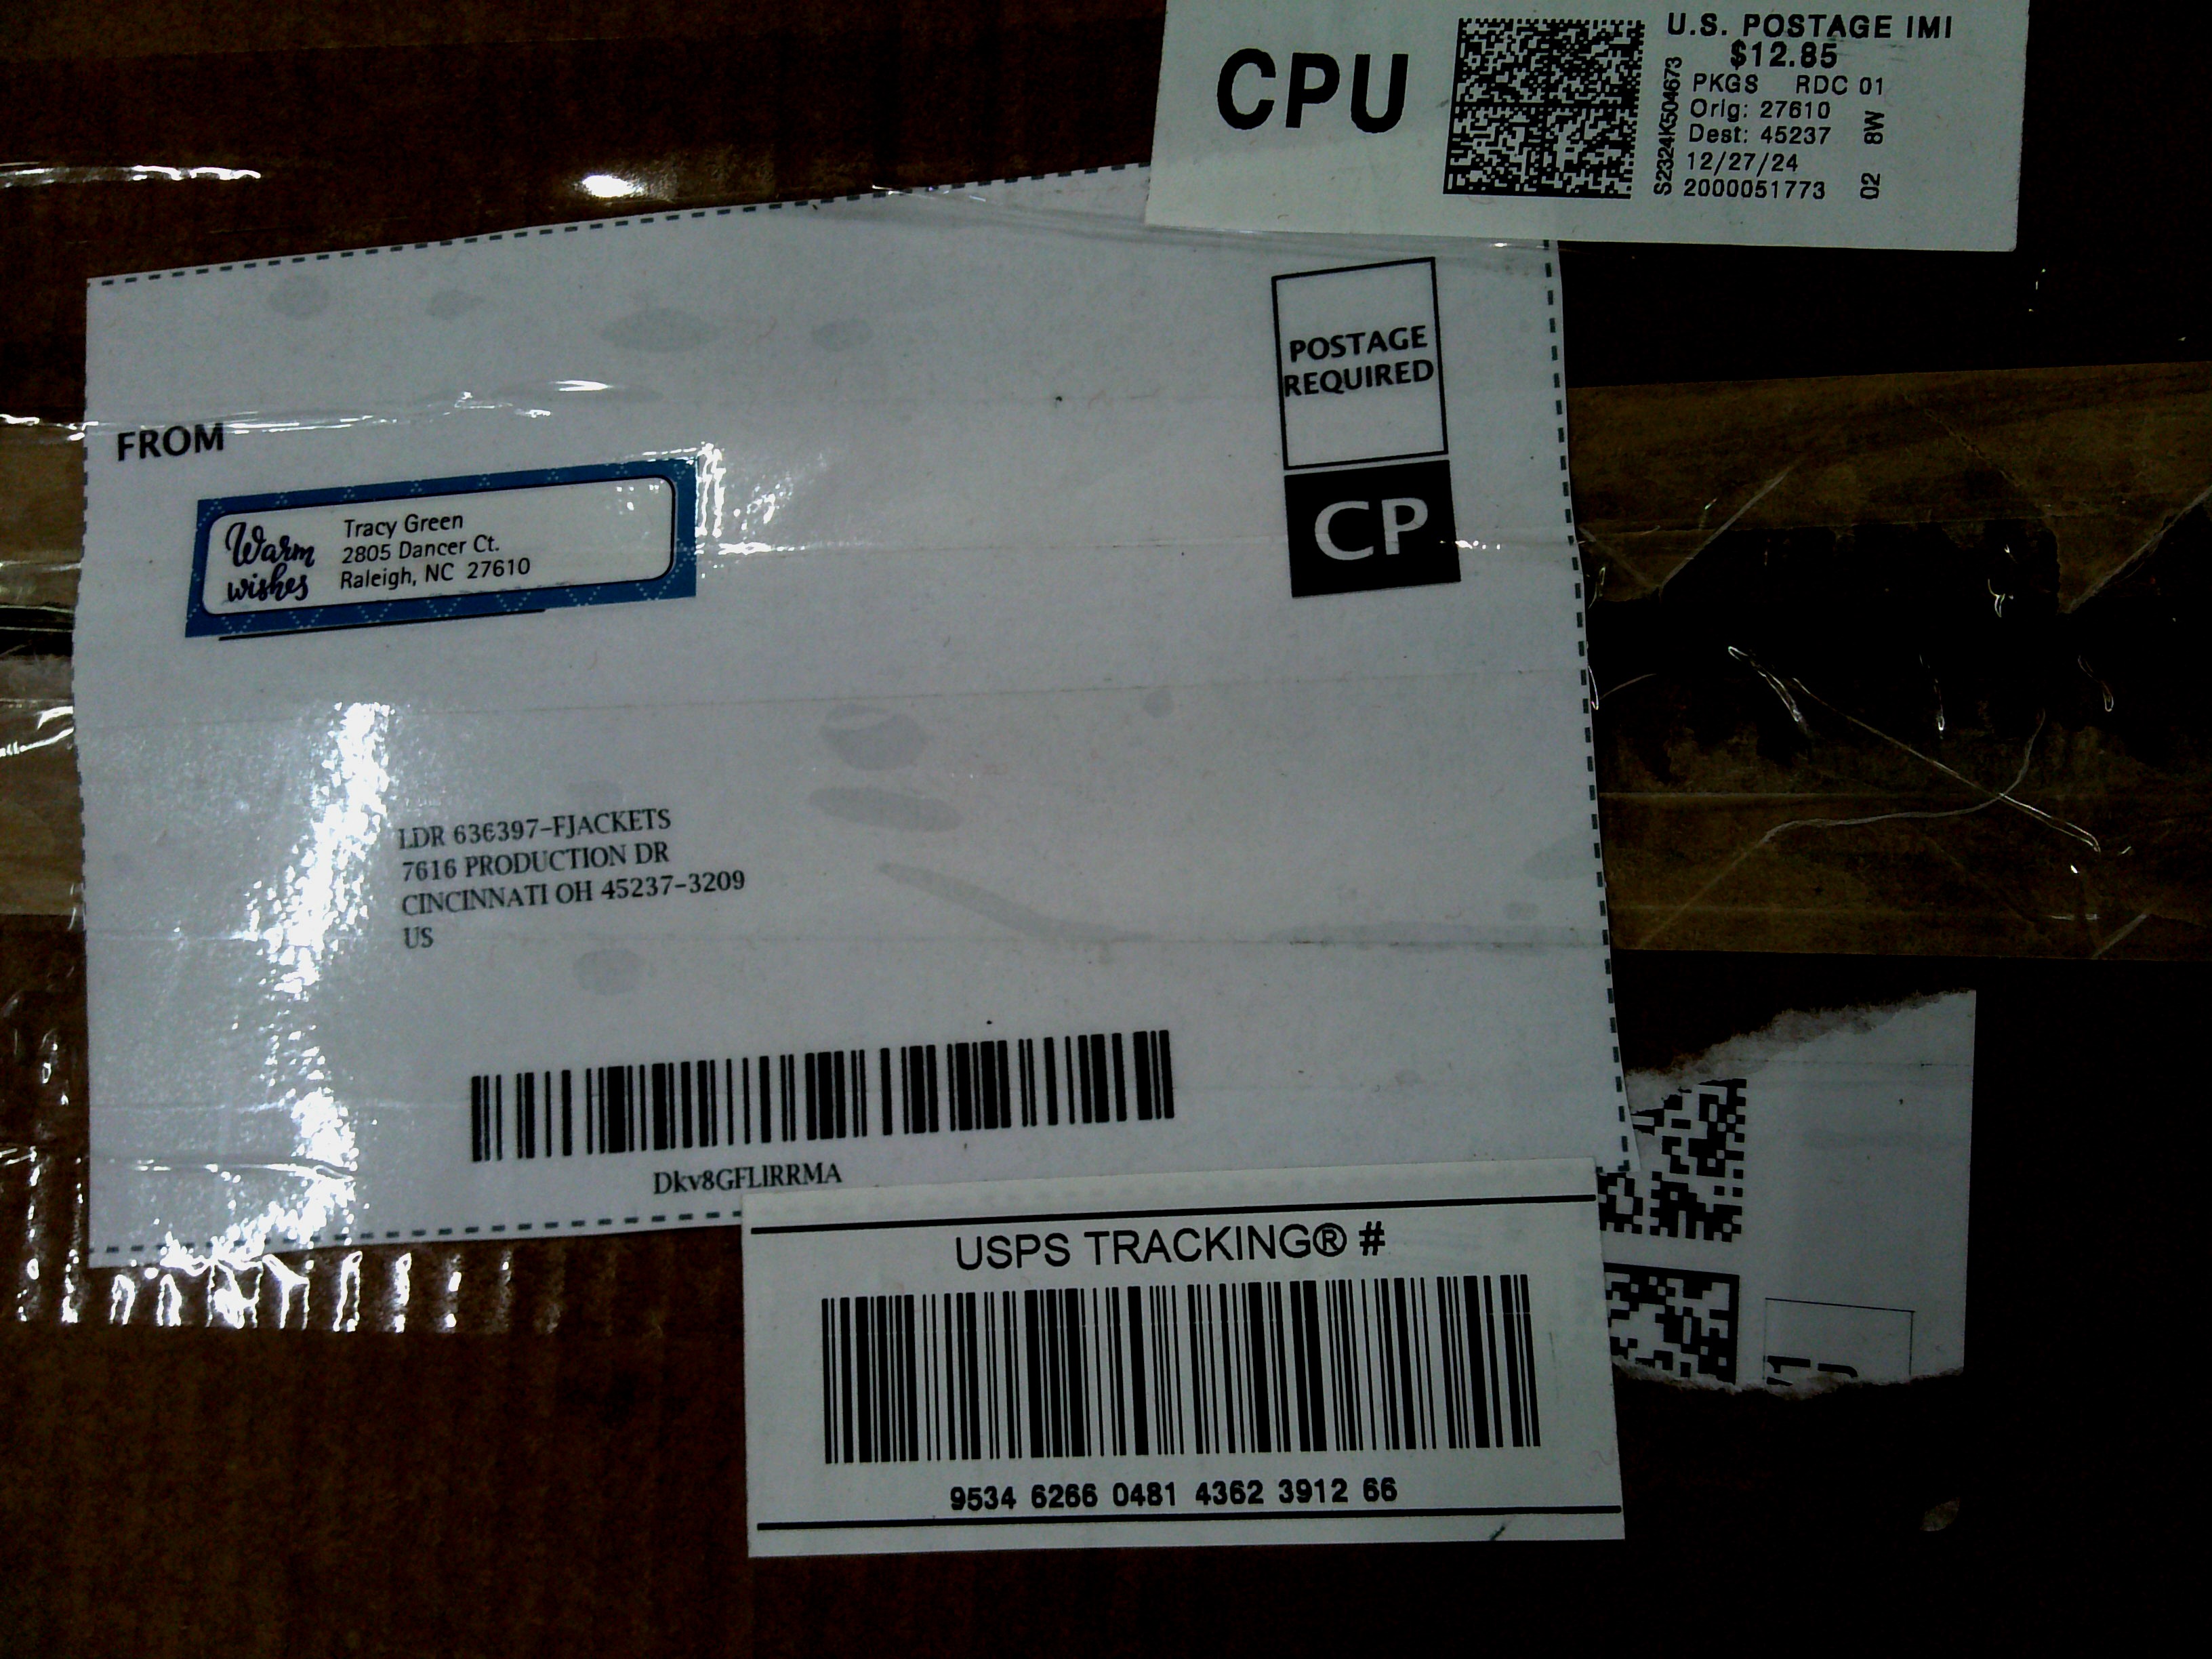 CPU
U.S. POSTAGE IMI
$12.85
PKGS RDC 01
Orig: 27610
Dest: 45237
12/27/24
2000051773
S2324K504673
02 8W
POSTAGE
REQUIRED
CP
FROM
Warm
wishes
Tracy Green
2805 Dancer Ct.
Raleigh, NC 27610
LDR 636397-FJACKETS
7616 PRODUCTION DR
CINCINNATI OH 45237-3209
US
Dkv8GFLIRRMA
USPS TRACKING® #
9534 6266 0481 4362 3912 66